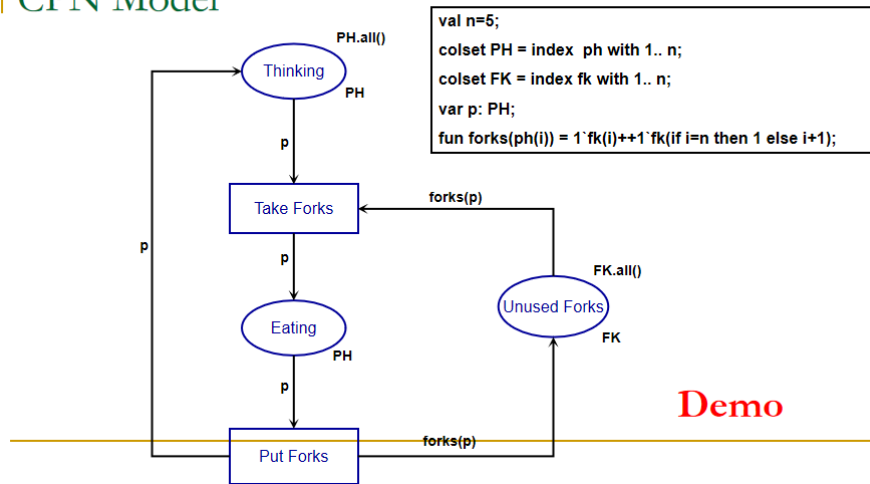 CPN Model
val n=5;
colset PH = index ph with 1.. n;
colset FK = index fk with 1.. n;
var p: PH;
fun forks(ph(i)) = 1`fk(i)++1`fk(if i=n then 1 else i+1);
PH.all()
Thinking
PH
p
Take Forks
forks(p)
p
p
FK.all()
Unused Forks
FK
Eating
PH
p
Demo
Put Forks
forks(p)